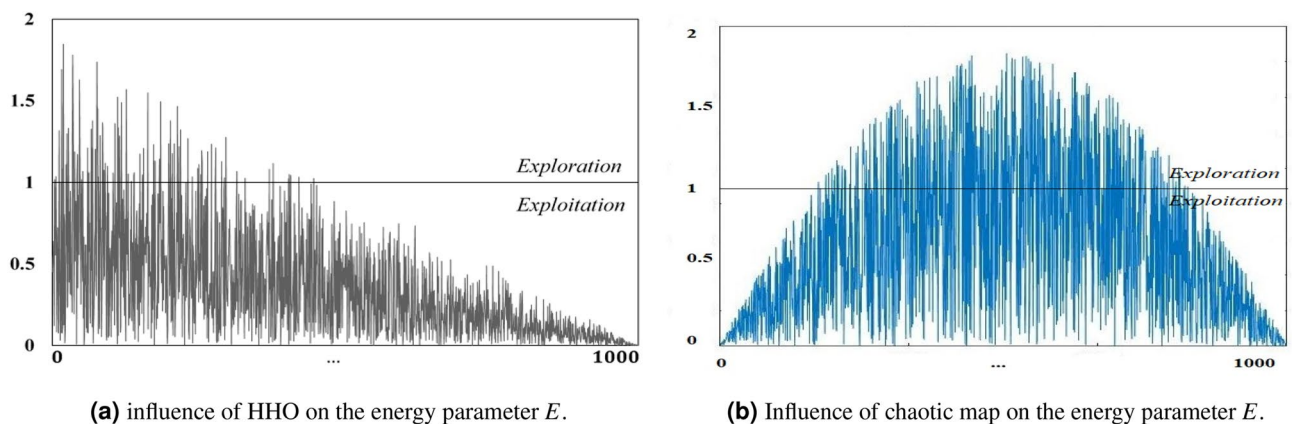 2
1.5
1
0.5
0
Exploration
Exploitation
0
...
1000
(a) influence of HHO on the energy parameter E.
2
1.5
1
0.5
0
Exploration
Exploitation
0
...
1000
(b) Influence of chaotic map on the energy parameter E.